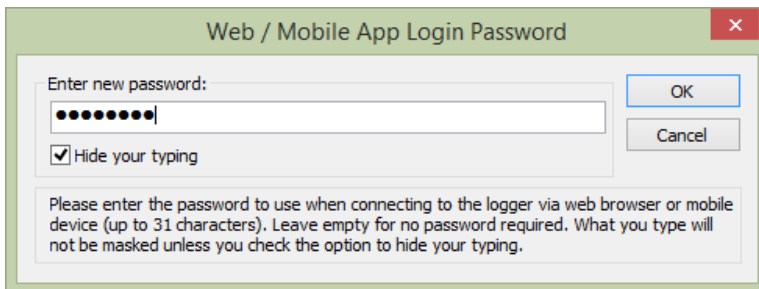 Web / Mobile App Login Password
Enter new password:
OK
••••••••
Cancel
Hide your typing
Please enter the password to use when connecting to the logger via web browser or mobile
device (up to 31 characters). Leave empty for no password required. What you type will
not be masked unless you check the option to hide your typing.